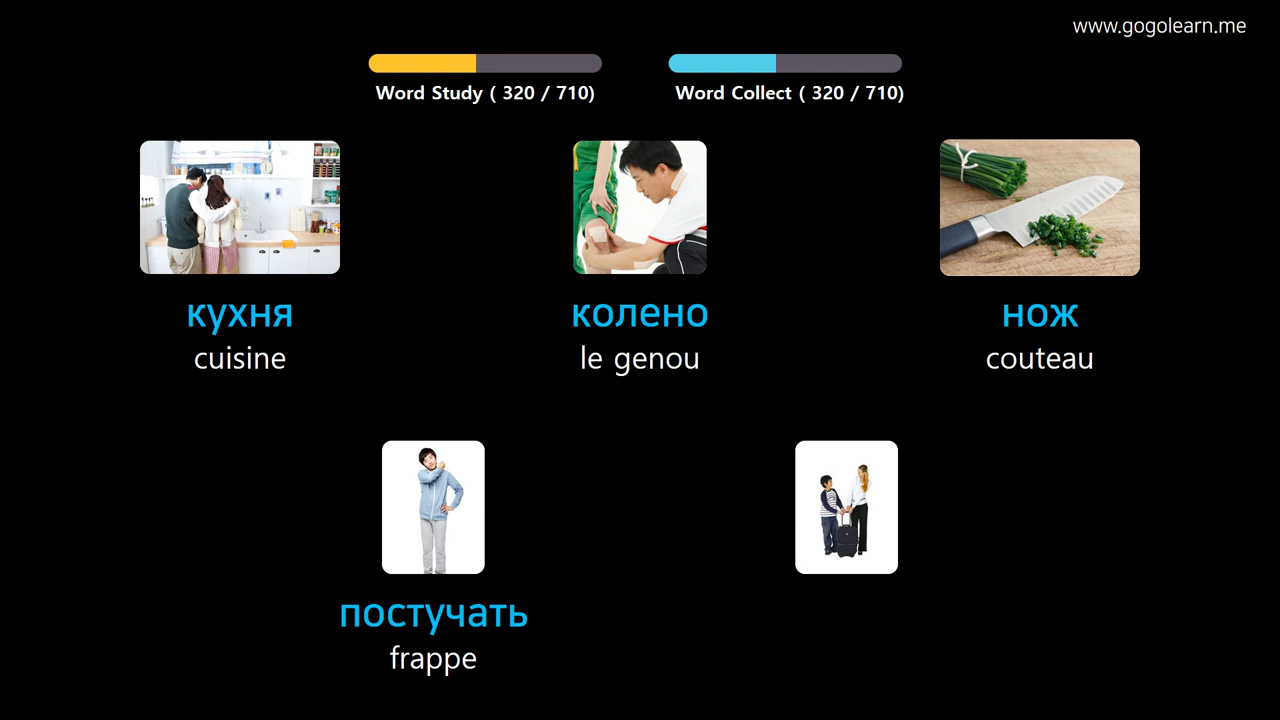 www.gogolearn.me
Word Study ( 320 / 710)
Word Collect ( 320 / 710)
кухня
cuisine
колено
le genou
нож
couteau
постучать
frappe